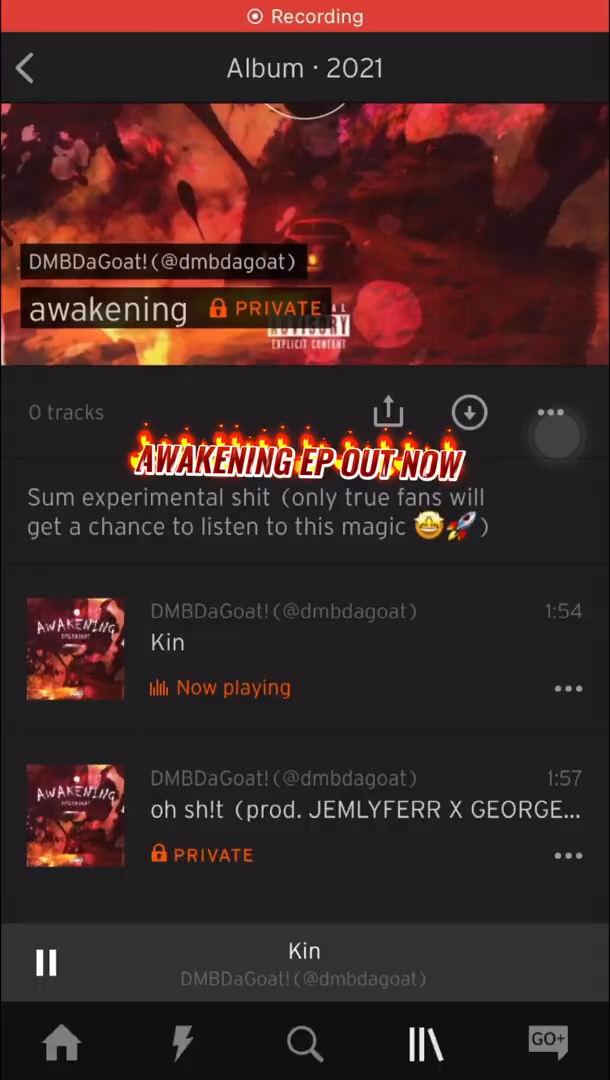 Recording
Album · 2021
DMBDaGoat! (@dmbdagoat)
awakening PRIVATE
EXPLICIT CONTENT
0 tracks
AWAKENING EP OUT NOW
Sum experimental shit (only true fans will
get a chance to listen to this magic 🤩🚀)
AWAKENING
DMBDaGoat! (@dmbdagoat) 1:54
Kin
Now playing
AWAKENING
DMBDaGoat! (@dmbdagoat) 1:57
oh sh!t (prod. JEMLYFERR X GEORGE...
PRIVATE
Kin
DMBDaGoat! (@dmbdagoat)
GO+